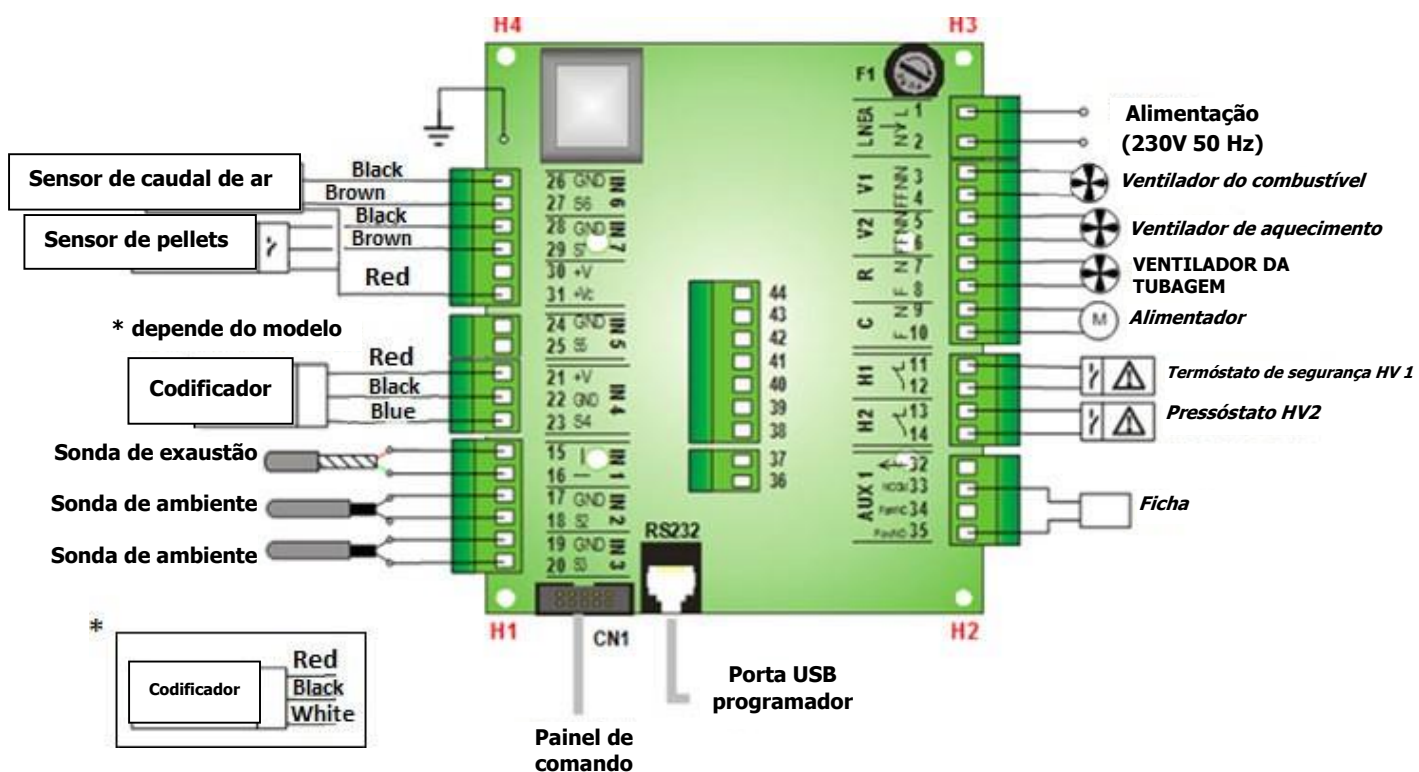 H4
H3
F1
Sensor de caudal de ar
Black
Brown
Sensor de pellets
Black
Brown
Red
* depende do modelo
Codificador
Red
Black
Blue
Sonda de exaustão
Sonda de ambiente
Sonda de ambiente
26 GND
27 S6
IN 6
28 GND
29 S7
IN 7
30 +V
31 +Vc
24 GND
25 S5
IN 5
21 +V
22 GND
23 S4
IN 4
15
16
IN 1
17 GND
18 S2
IN 2
19 GND
20 S3
IN 3
44
43
42
41
40
39
38
37
36
RS232
CN1
LINEA
L 1
N 2
V1
N 3
F 4
V2
N 5
F 6
R
N 7
F 8
C
N 9
F 10
H1
11
12
H2
13
14
AUX 1
32
33
34
35
Alimentação
(230V 50 Hz)
Ventilador do combustível
Ventilador de aquecimento
VENTILADOR DA
TUBAGEM
M
Alimentador
Termóstato de segurança HV 1
Pressóstato HV2
Ficha
H1
H2
*
Codificador
Red
Black
White
Painel de
comando
Porta USB
programador